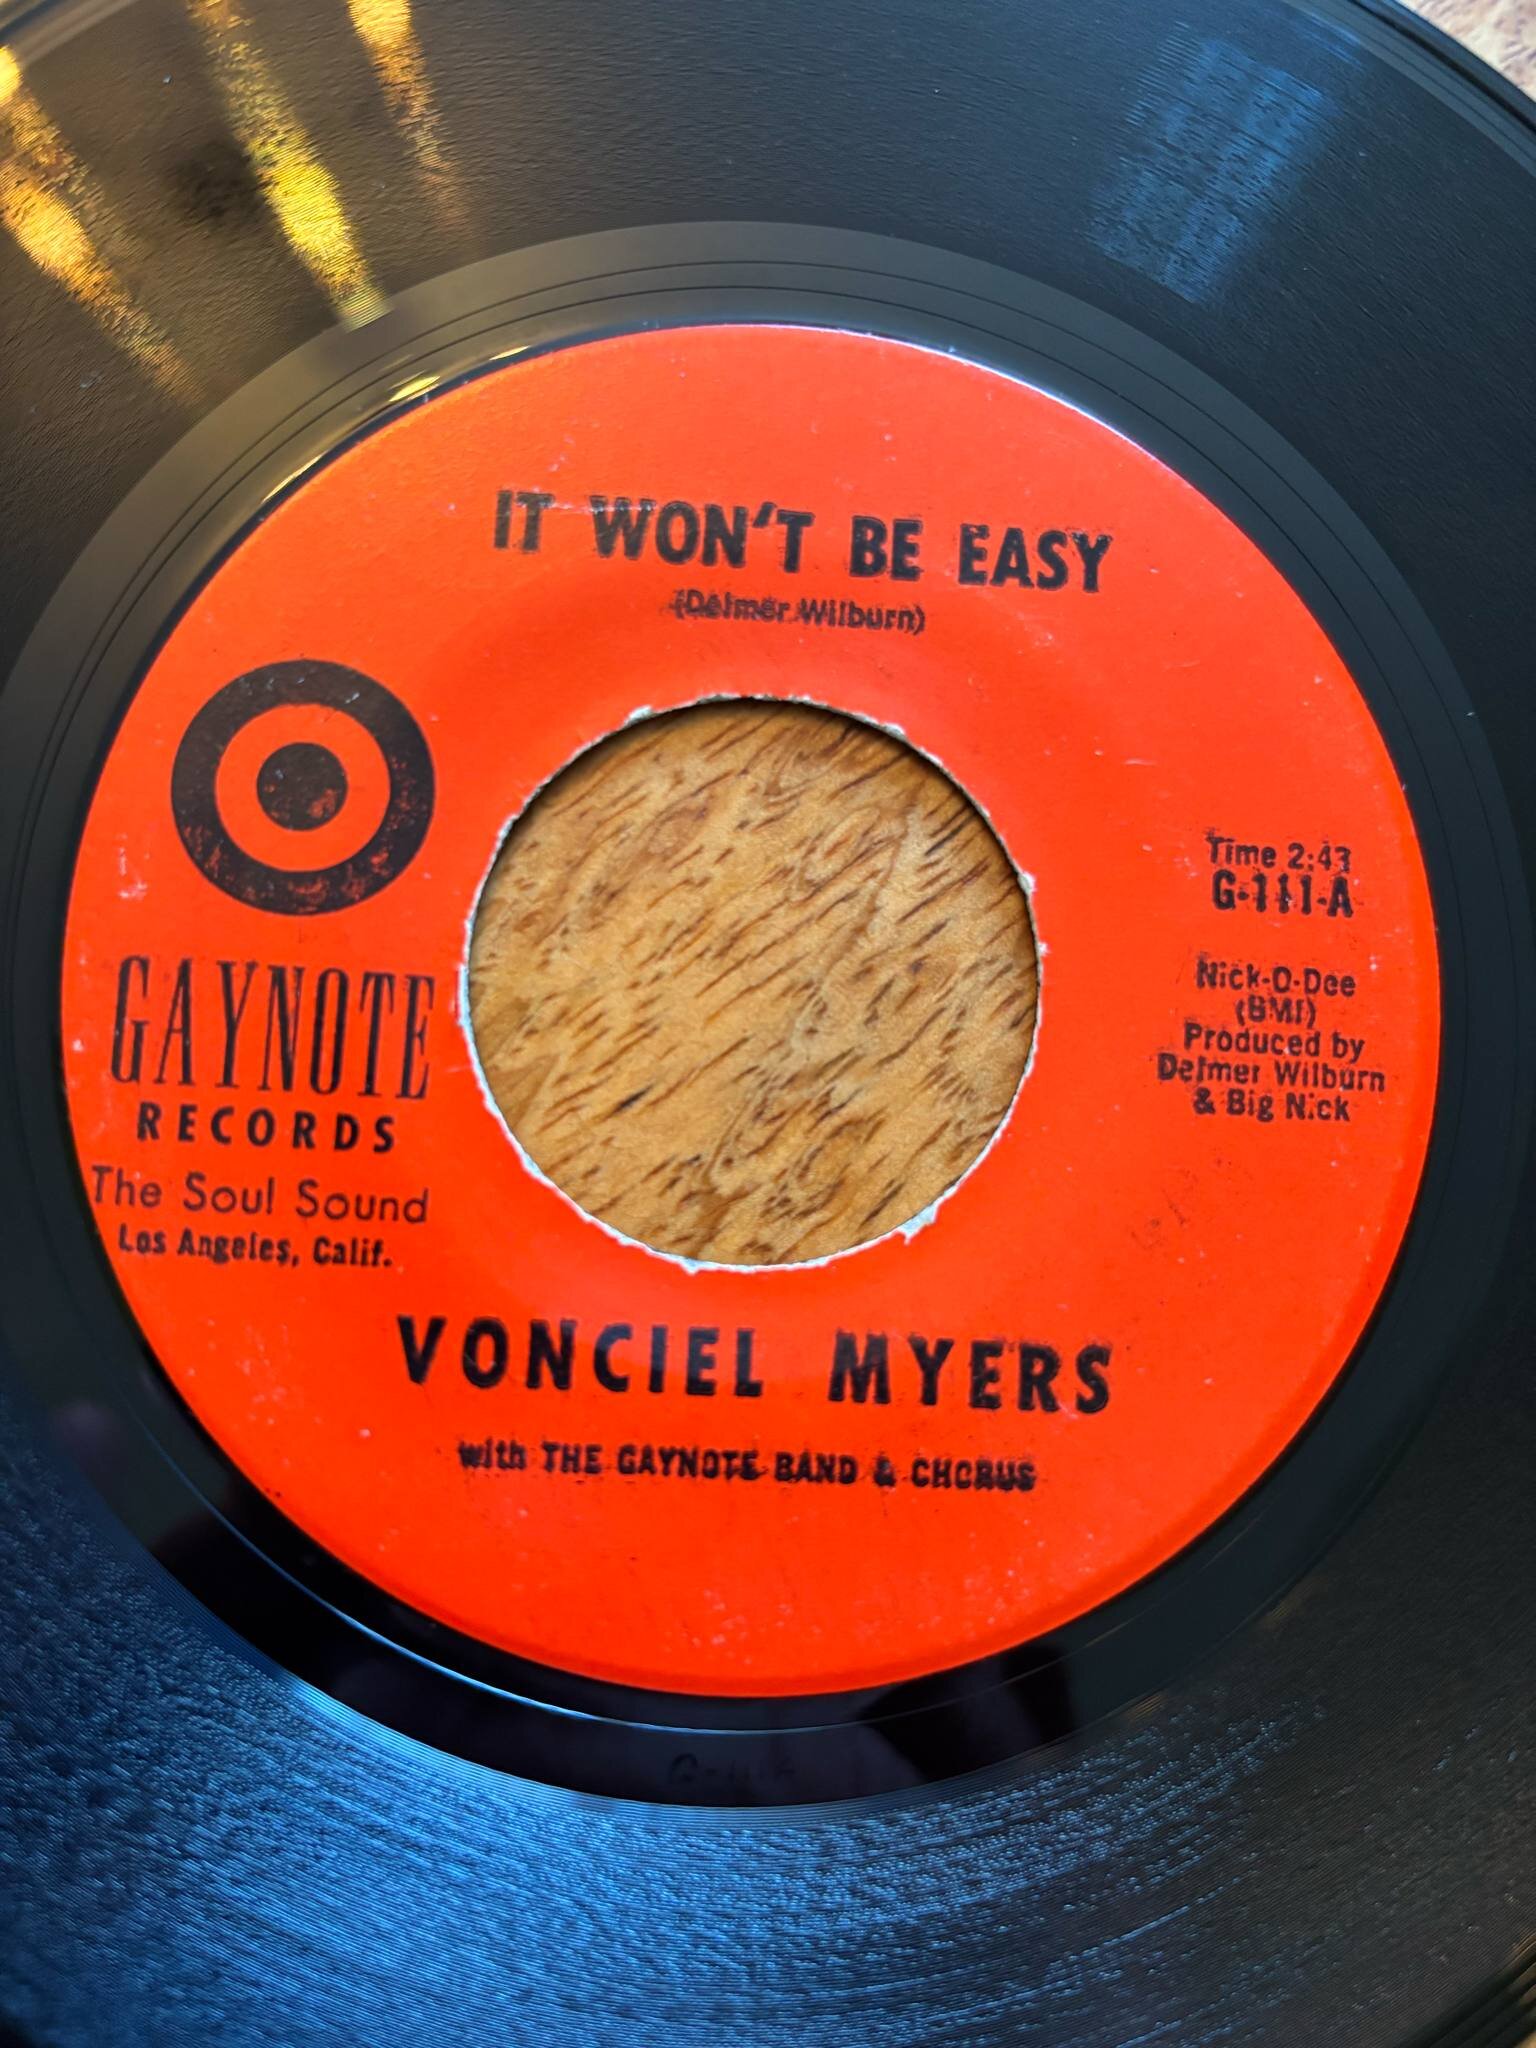 IT WON'T BE EASY
(Delmer Wilburn)
GAYNOTE
RECORDS
The Soul Sound
Los Angeles, Calif.
Time 2:43
G-111-A
Nick-O-Dee
(BMI)
Produced by
Delmer Wilburn
& Big Nick
VONCIEL MYERS
with THE GAYNOTE BAND & CHORUS